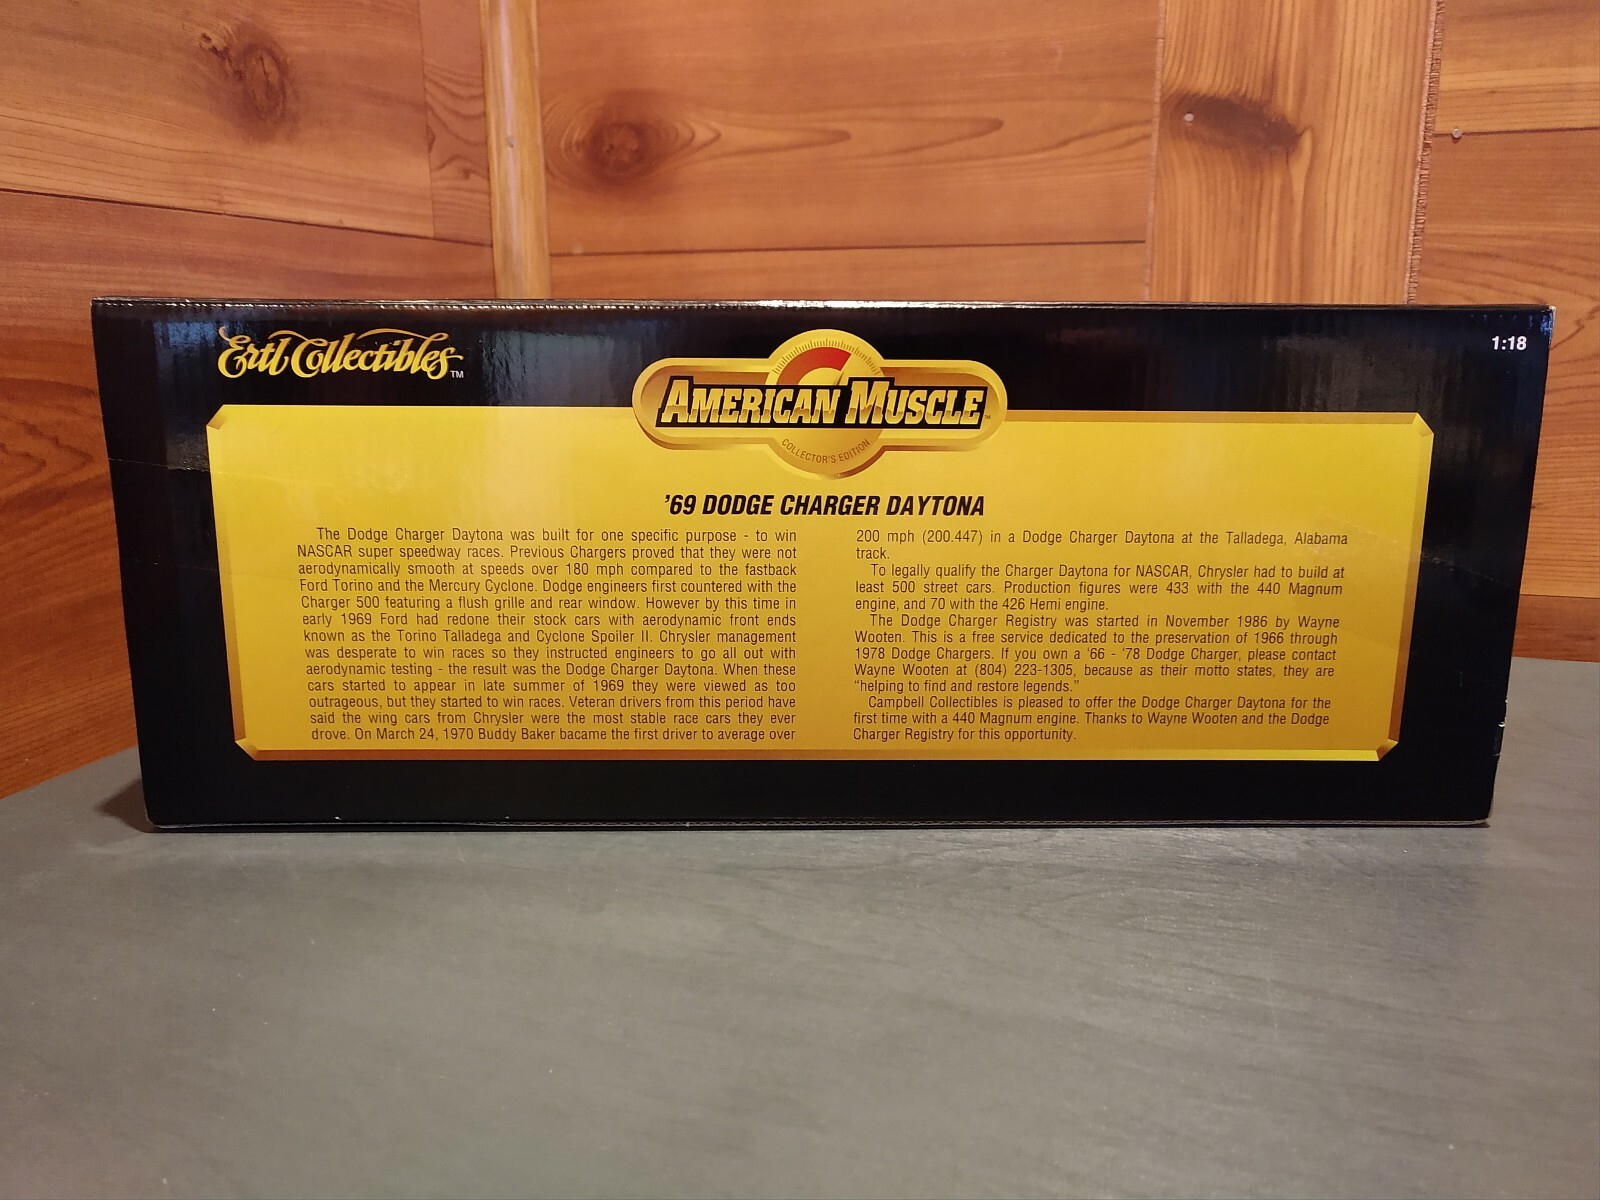 Ertl Collectibles™
1:18
AMERICAN MUSCLE™
COLLECTOR'S EDITION
'69 DODGE CHARGER DAYTONA
The Dodge Charger Daytona was built for one specific purpose - to win
NASCAR super speedway races. Previous Chargers proved that they were not
aerodynamically smooth at speeds over 180 mph compared to the fastback
Ford Torino and the Mercury Cyclone. Dodge engineers first countered with the
Charger 500 featuring a flush grille and rear window. However by this time in
early 1969 Ford had redone their stock cars with aerodynamic front ends
known as the Torino Talladega and Cyclone Spoiler II. Chrysler management
was desperate to win races so they instructed engineers to go all out with
aerodynamic testing - the result was the Dodge Charger Daytona. When these
cars started to appear in late summer of 1969 they were viewed as too
outrageous, but they started to win races. Veteran drivers from this period have
said the wing cars from Chrysler were the most stable race cars they ever
drove. On March 24, 1970 Buddy Baker bacame the first driver to average over
200 mph (200.447) in a Dodge Charger Daytona at the Talladega, Alabama
track.
To legally qualify the Charger Daytona for NASCAR, Chrysler had to build at
least 500 street cars. Production figures were 433 with the 440 Magnum
engine, and 70 with the 426 Hemi engine.
The Dodge Charger Registry was started in November 1986 by Wayne
Wooten. This is a free service dedicated to the preservation of 1966 through
1978 Dodge Chargers. If you own a '66 - '78 Dodge Charger, please contact
Wayne Wooten at (804) 223-1305, because as their motto states, they are
"helping to find and restore legends."
Campbell Collectibles is pleased to offer the Dodge Charger Daytona for the
first time with a 440 Magnum engine. Thanks to Wayne Wooten and the Dodge
Charger Registry for this opportunity.